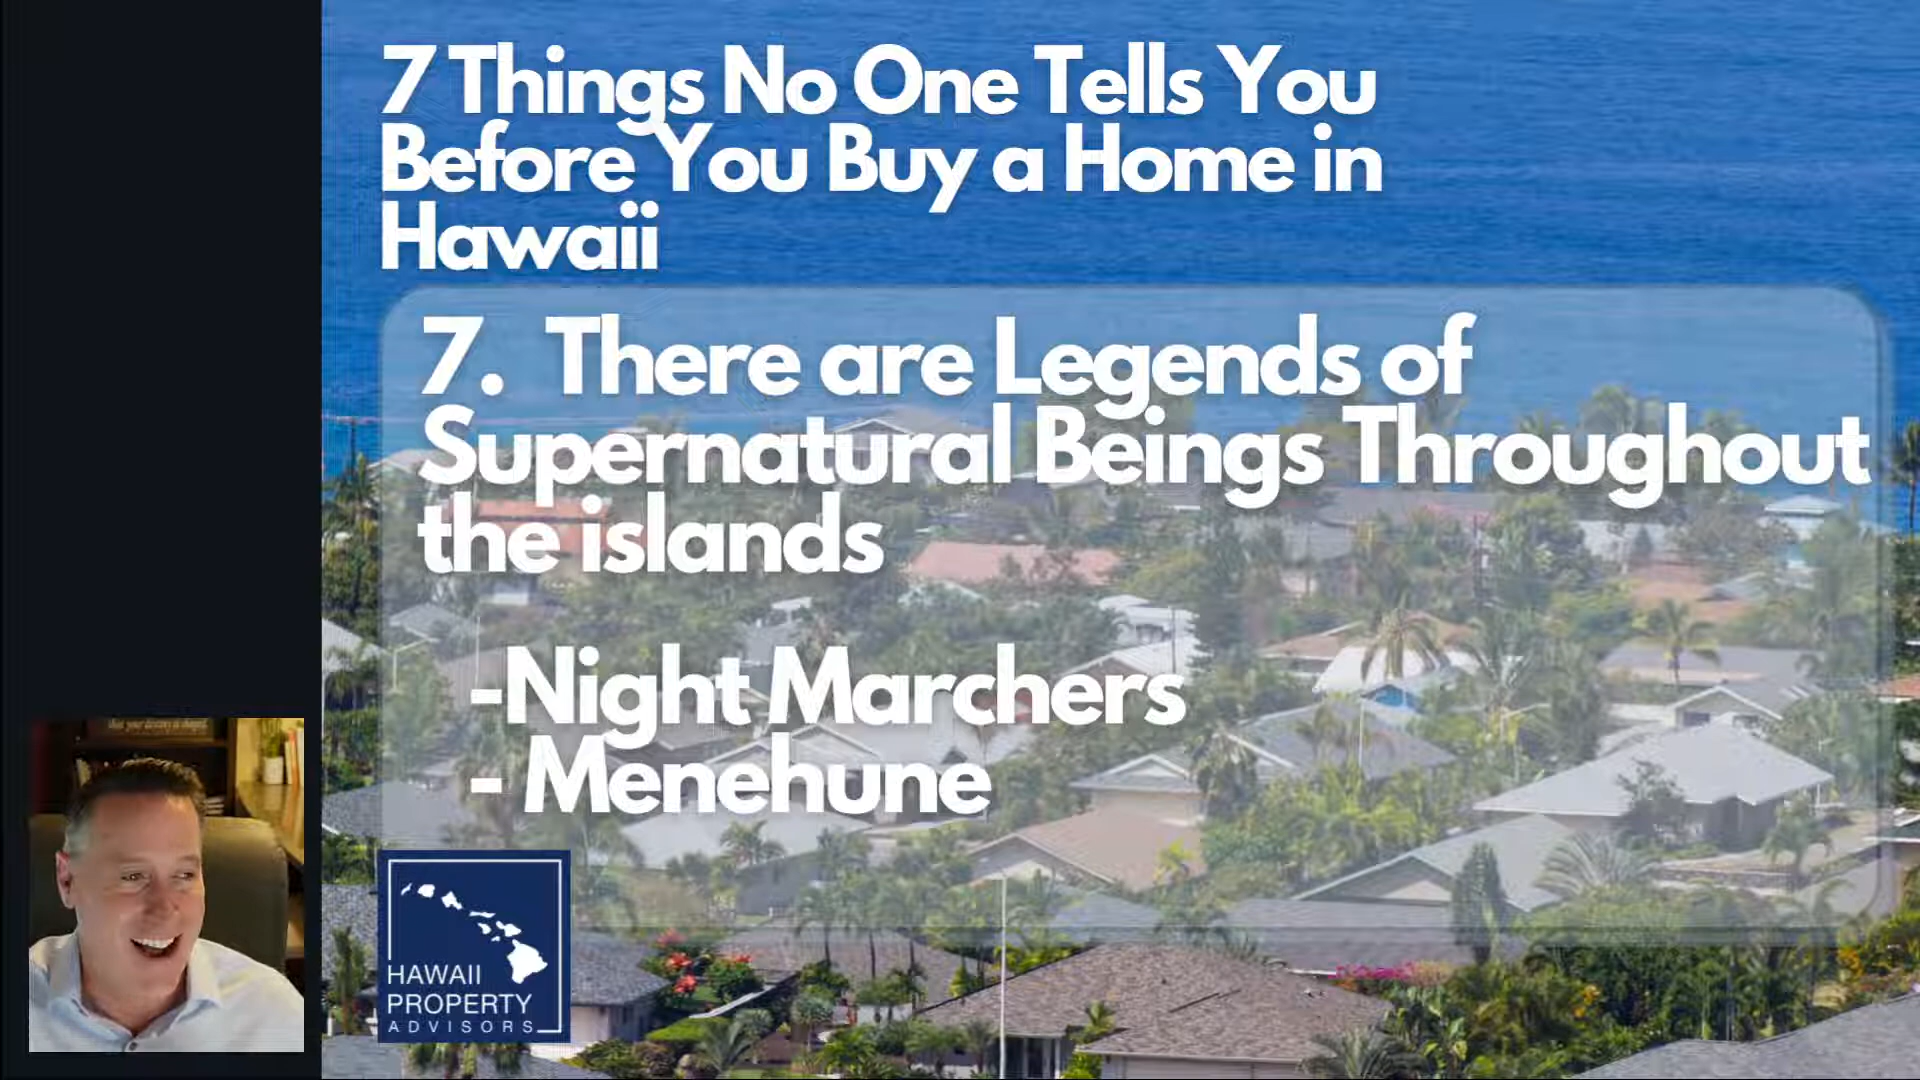 7 Things No One Tells You
Before You Buy a Home in
Hawaii
7. There are Legends of
Supernatural Beings Throughout
the islands
-Night Marchers
- Menehune
HAWAII
PROPERTY
ADVISORS